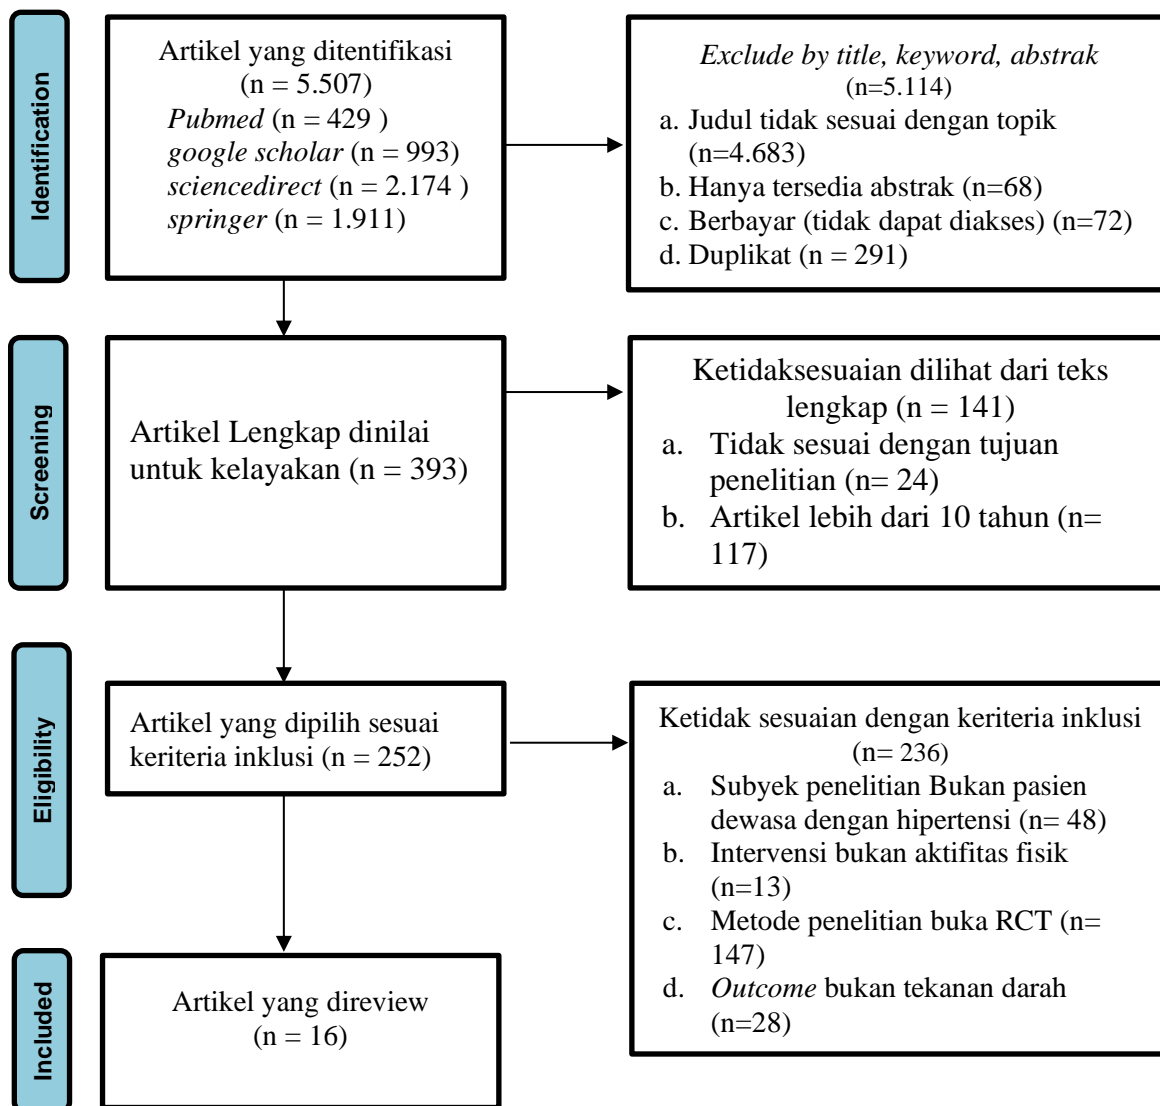 Identification
Artikel yang ditentifikasi
(n = 5.507)
Pubmed (n = 429 )
google scholar (n = 993)
sciencedirect (n = 2.174 )
springer (n = 1.911)
Exclude by title, keyword, abstrak
(n=5.114)
a. Judul tidak sesuai dengan topik
(n=4.683)
b. Hanya tersedia abstrak (n=68)
c. Berbayar (tidak dapat diakses) (n=72)
d. Duplikat (n = 291)
Screening
Artikel Lengkap dinilai
untuk kelayakan (n = 393)
Ketidaksesuaian dilihat dari teks
lengkap (n = 141)
a. Tidak sesuai dengan tujuan
penelitian (n= 24)
b. Artikel lebih dari 10 tahun (n=
117)
Eligibility
Artikel yang dipilih sesuai
keriteria inklusi (n = 252)
Ketidak sesuaian dengan keriteria inklusi
(n= 236)
a. Subyek penelitian Bukan pasien
dewasa dengan hipertensi (n= 48)
b. Intervensi bukan aktifitas fisik
(n=13)
c. Metode penelitian buka RCT (n=
147)
d. Outcome bukan tekanan darah
(n=28)
Included
Artikel yang direview
(n = 16)